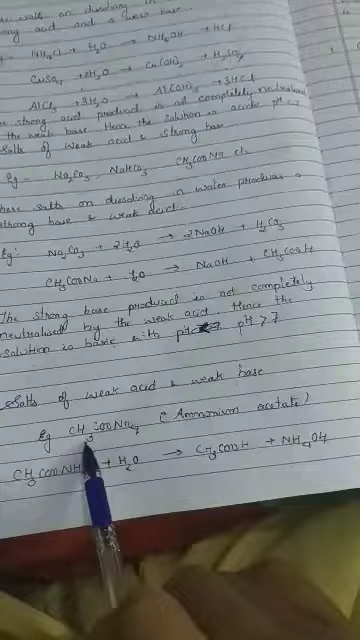 salts on dissolving in
strong acid and a weak base.
NH4Cl + H2O → NH4OH + HCl
CuSO4 + 2H2O → Cu(OH)2 + H2SO4
AlCl3 + 3H2O → Al(OH)3 + 3HCl
strong acid produced is not completely neutralised
the weak base. Hence the solution is acidic pH<7
Salts of weak acid & strong base
Eg - Na2CO3 NaHCO3 CH3COONa
These salts on dissolving in water produces a
strong base & weak acid.
Eg: Na2CO3 + 2H2O → 2NaOH + H2CO3
CH3COONa + H2O → NaOH + CH3COOH
The strong base produced is not completely
neutralised by the weak acid. Hence the
solution is basic with pH > 7
Salts of weak acid & weak base
Eg CH3COONH4 (Ammonium acetate)
CH3COONH4 + H2O → CH3COOH + NH4OH